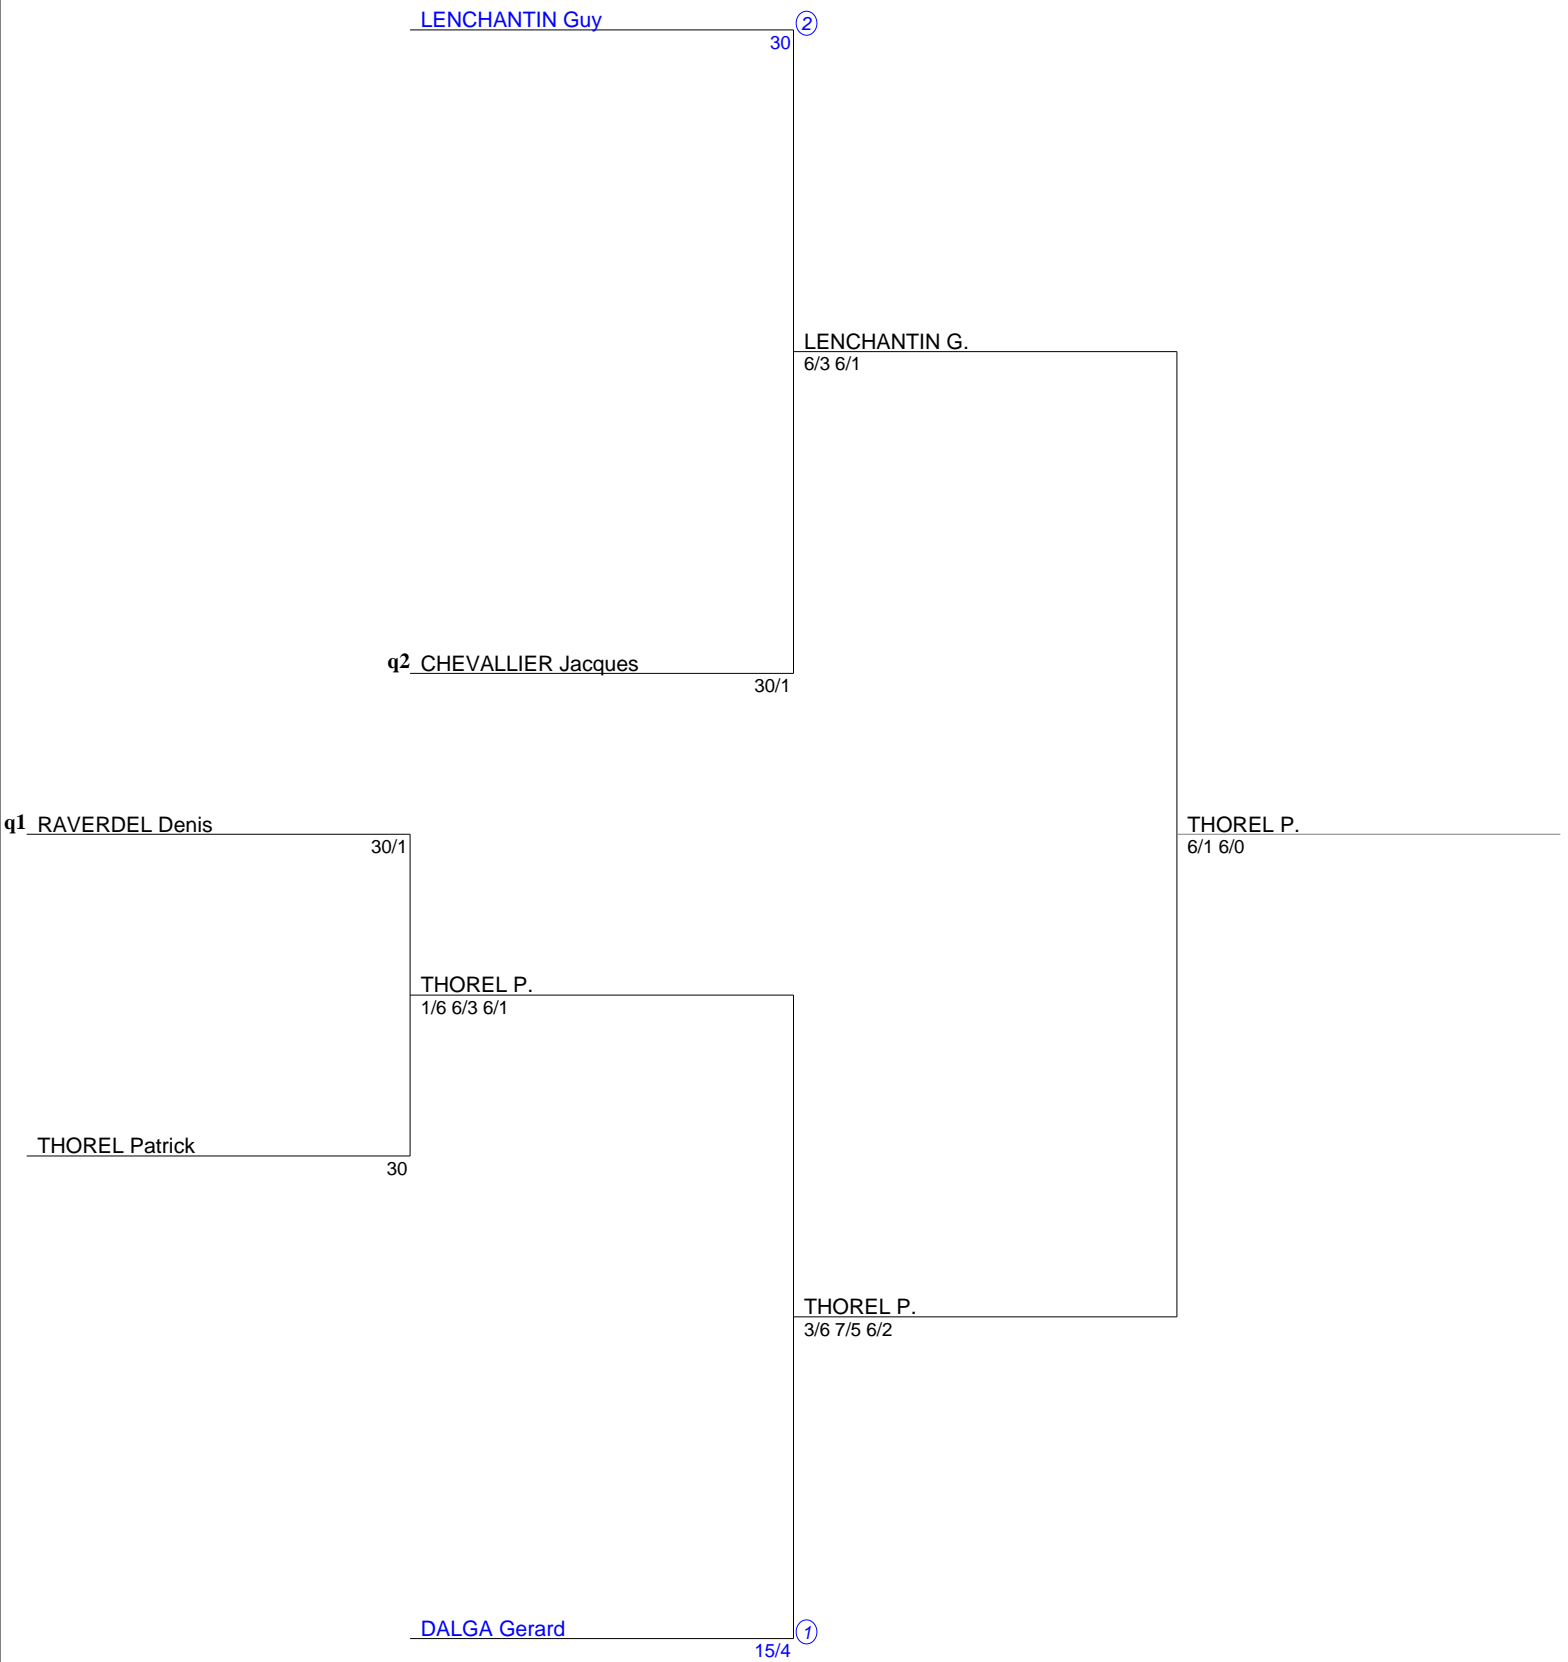 LENCHANTIN Guy
2
30
LENCHANTIN G.
6/3 6/1
q2 CHEVALLIER Jacques
30/1
q1 RAVERDEL Denis
30/1
THOREL P.
6/1 6/0
THOREL P.
1/6 6/3 6/1
THOREL Patrick
30
THOREL P.
3/6 7/5 6/2
DALGA Gerard
1
15/4